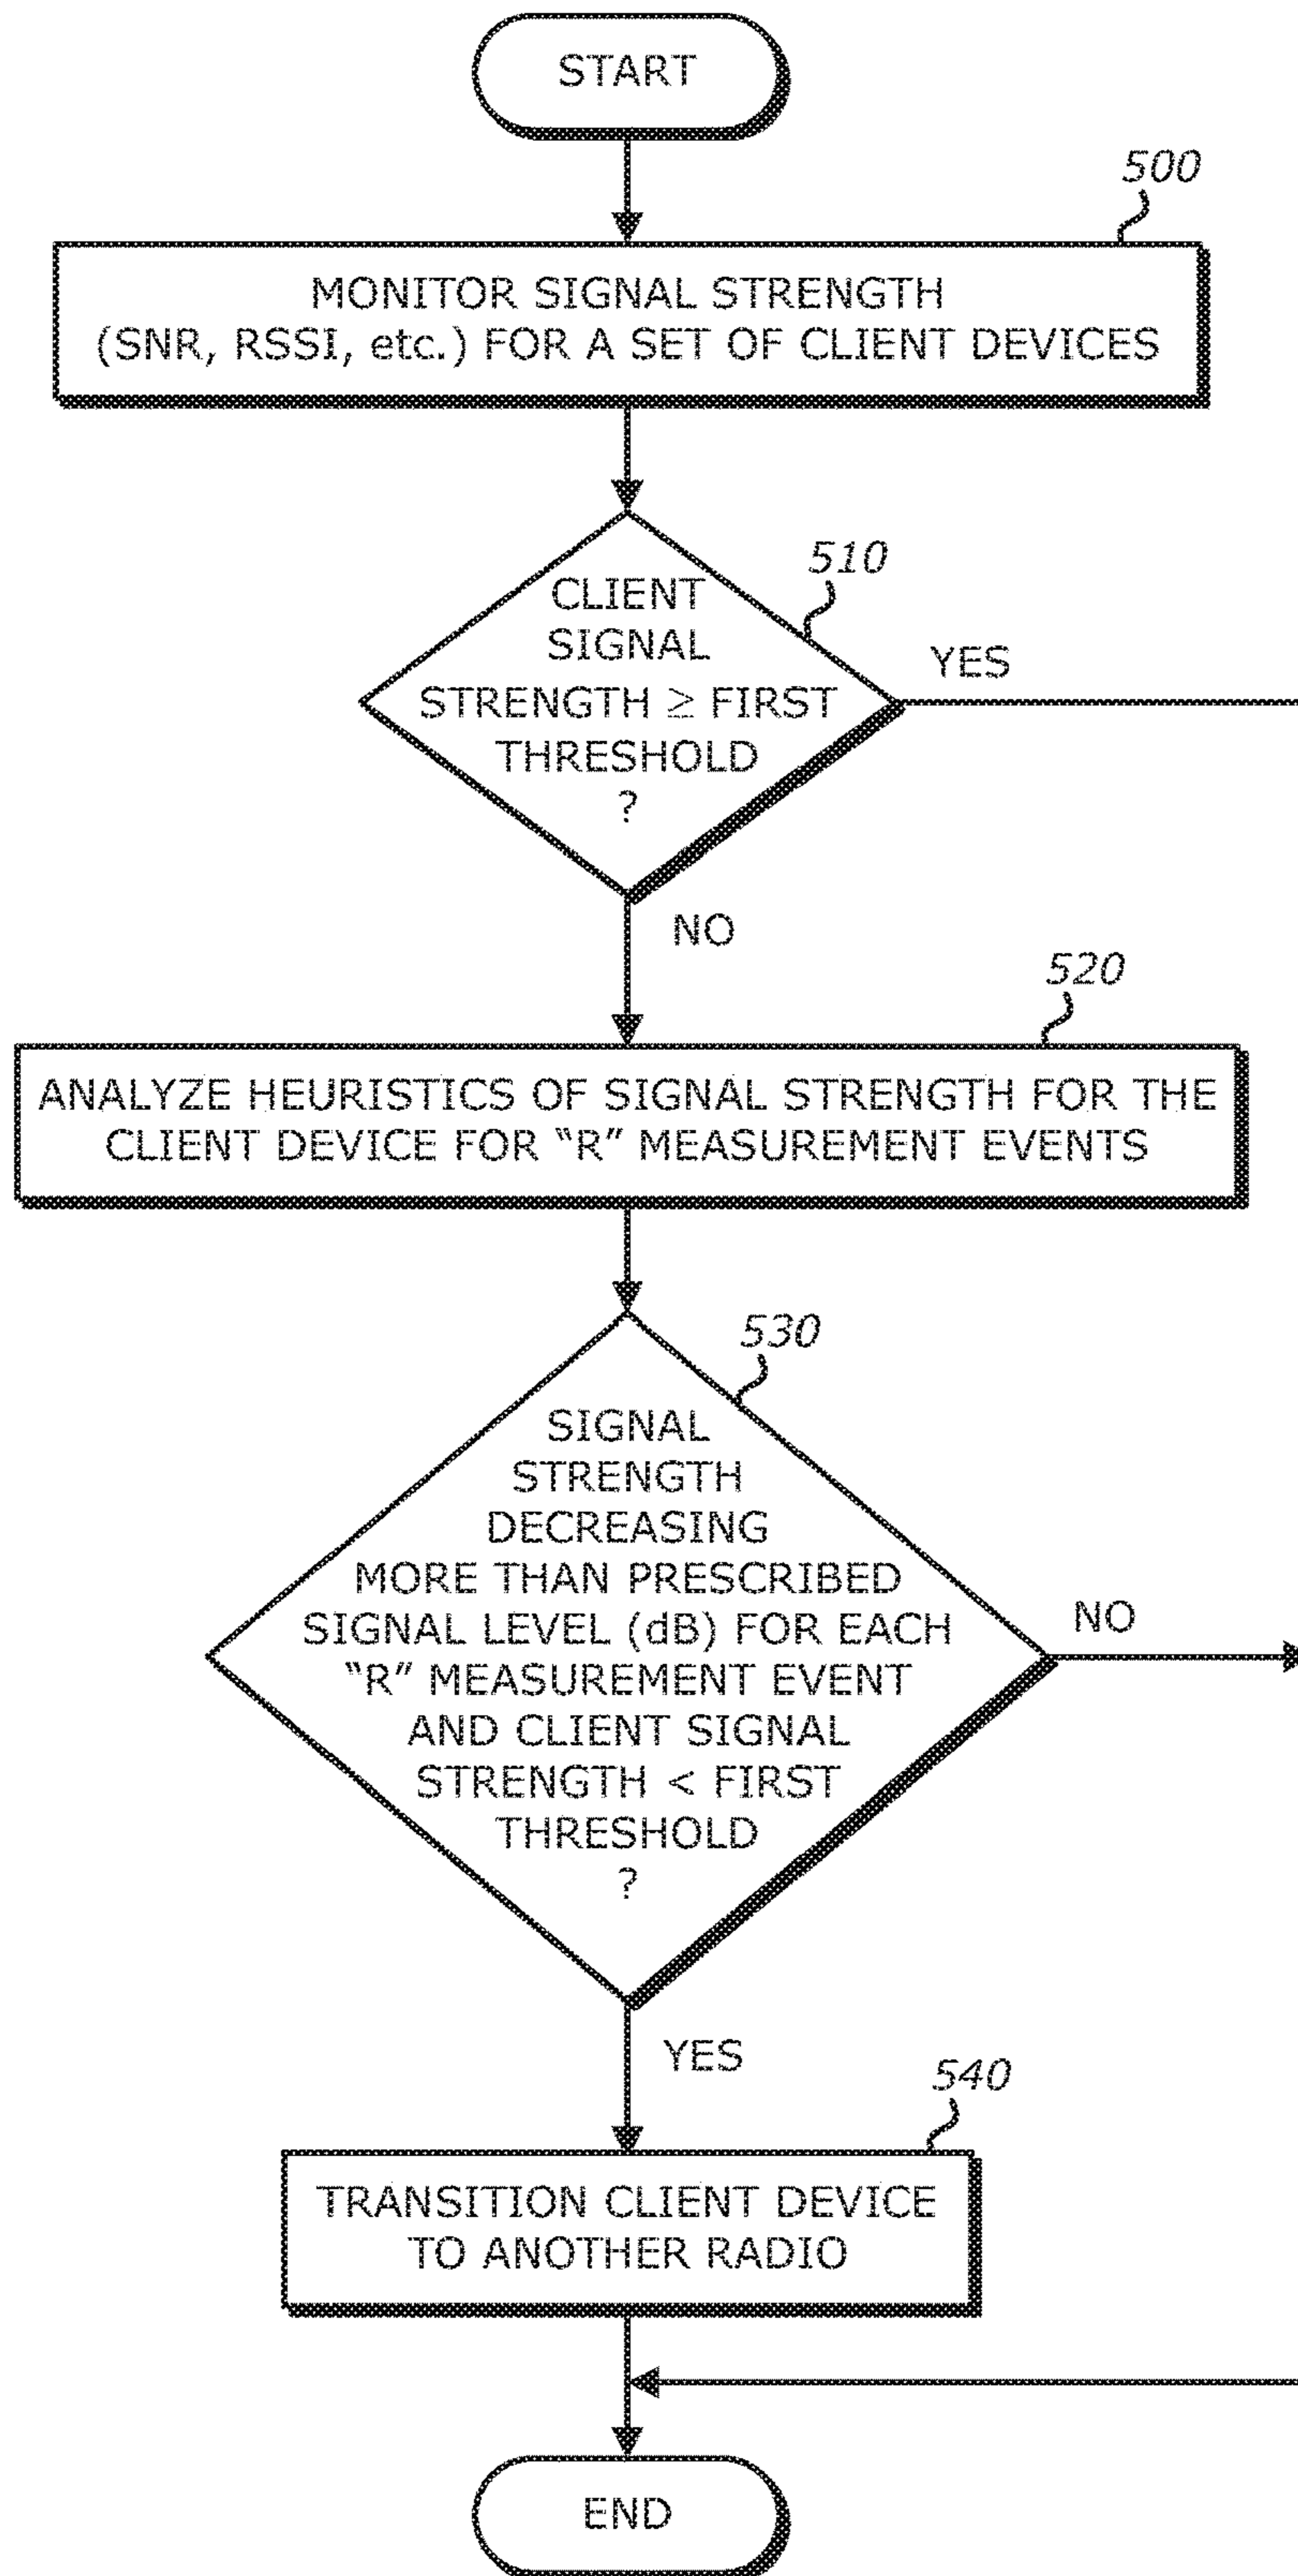 START
500
MONITOR SIGNAL STRENGTH
(SNR, RSSI, etc.) FOR A SET OF CLIENT DEVICES
510
CLIENT
SIGNAL
STRENGTH ≥ FIRST
THRESHOLD
?
YES
NO
520
ANALYZE HEURISTICS OF SIGNAL STRENGTH FOR THE
CLIENT DEVICE FOR “R” MEASUREMENT EVENTS
530
SIGNAL
STRENGTH
DECREASING
MORE THAN PRESCRIBED
SIGNAL LEVEL (dB) FOR EACH
“R” MEASUREMENT EVENT
AND CLIENT SIGNAL
STRENGTH < FIRST
THRESHOLD
?
NO
YES
540
TRANSITION CLIENT DEVICE
TO ANOTHER RADIO
END